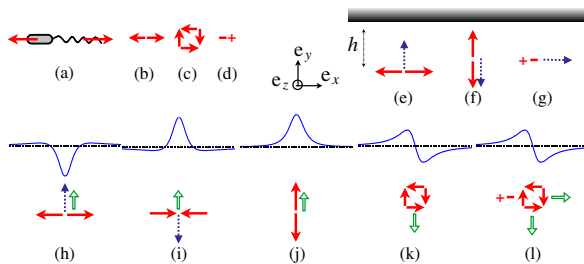 h
- +
(a) (b) (c) (d)
e_y
e_z e_x
+ -
(e) (f) (g)
+ -
(h) (i) (j) (k) (l)